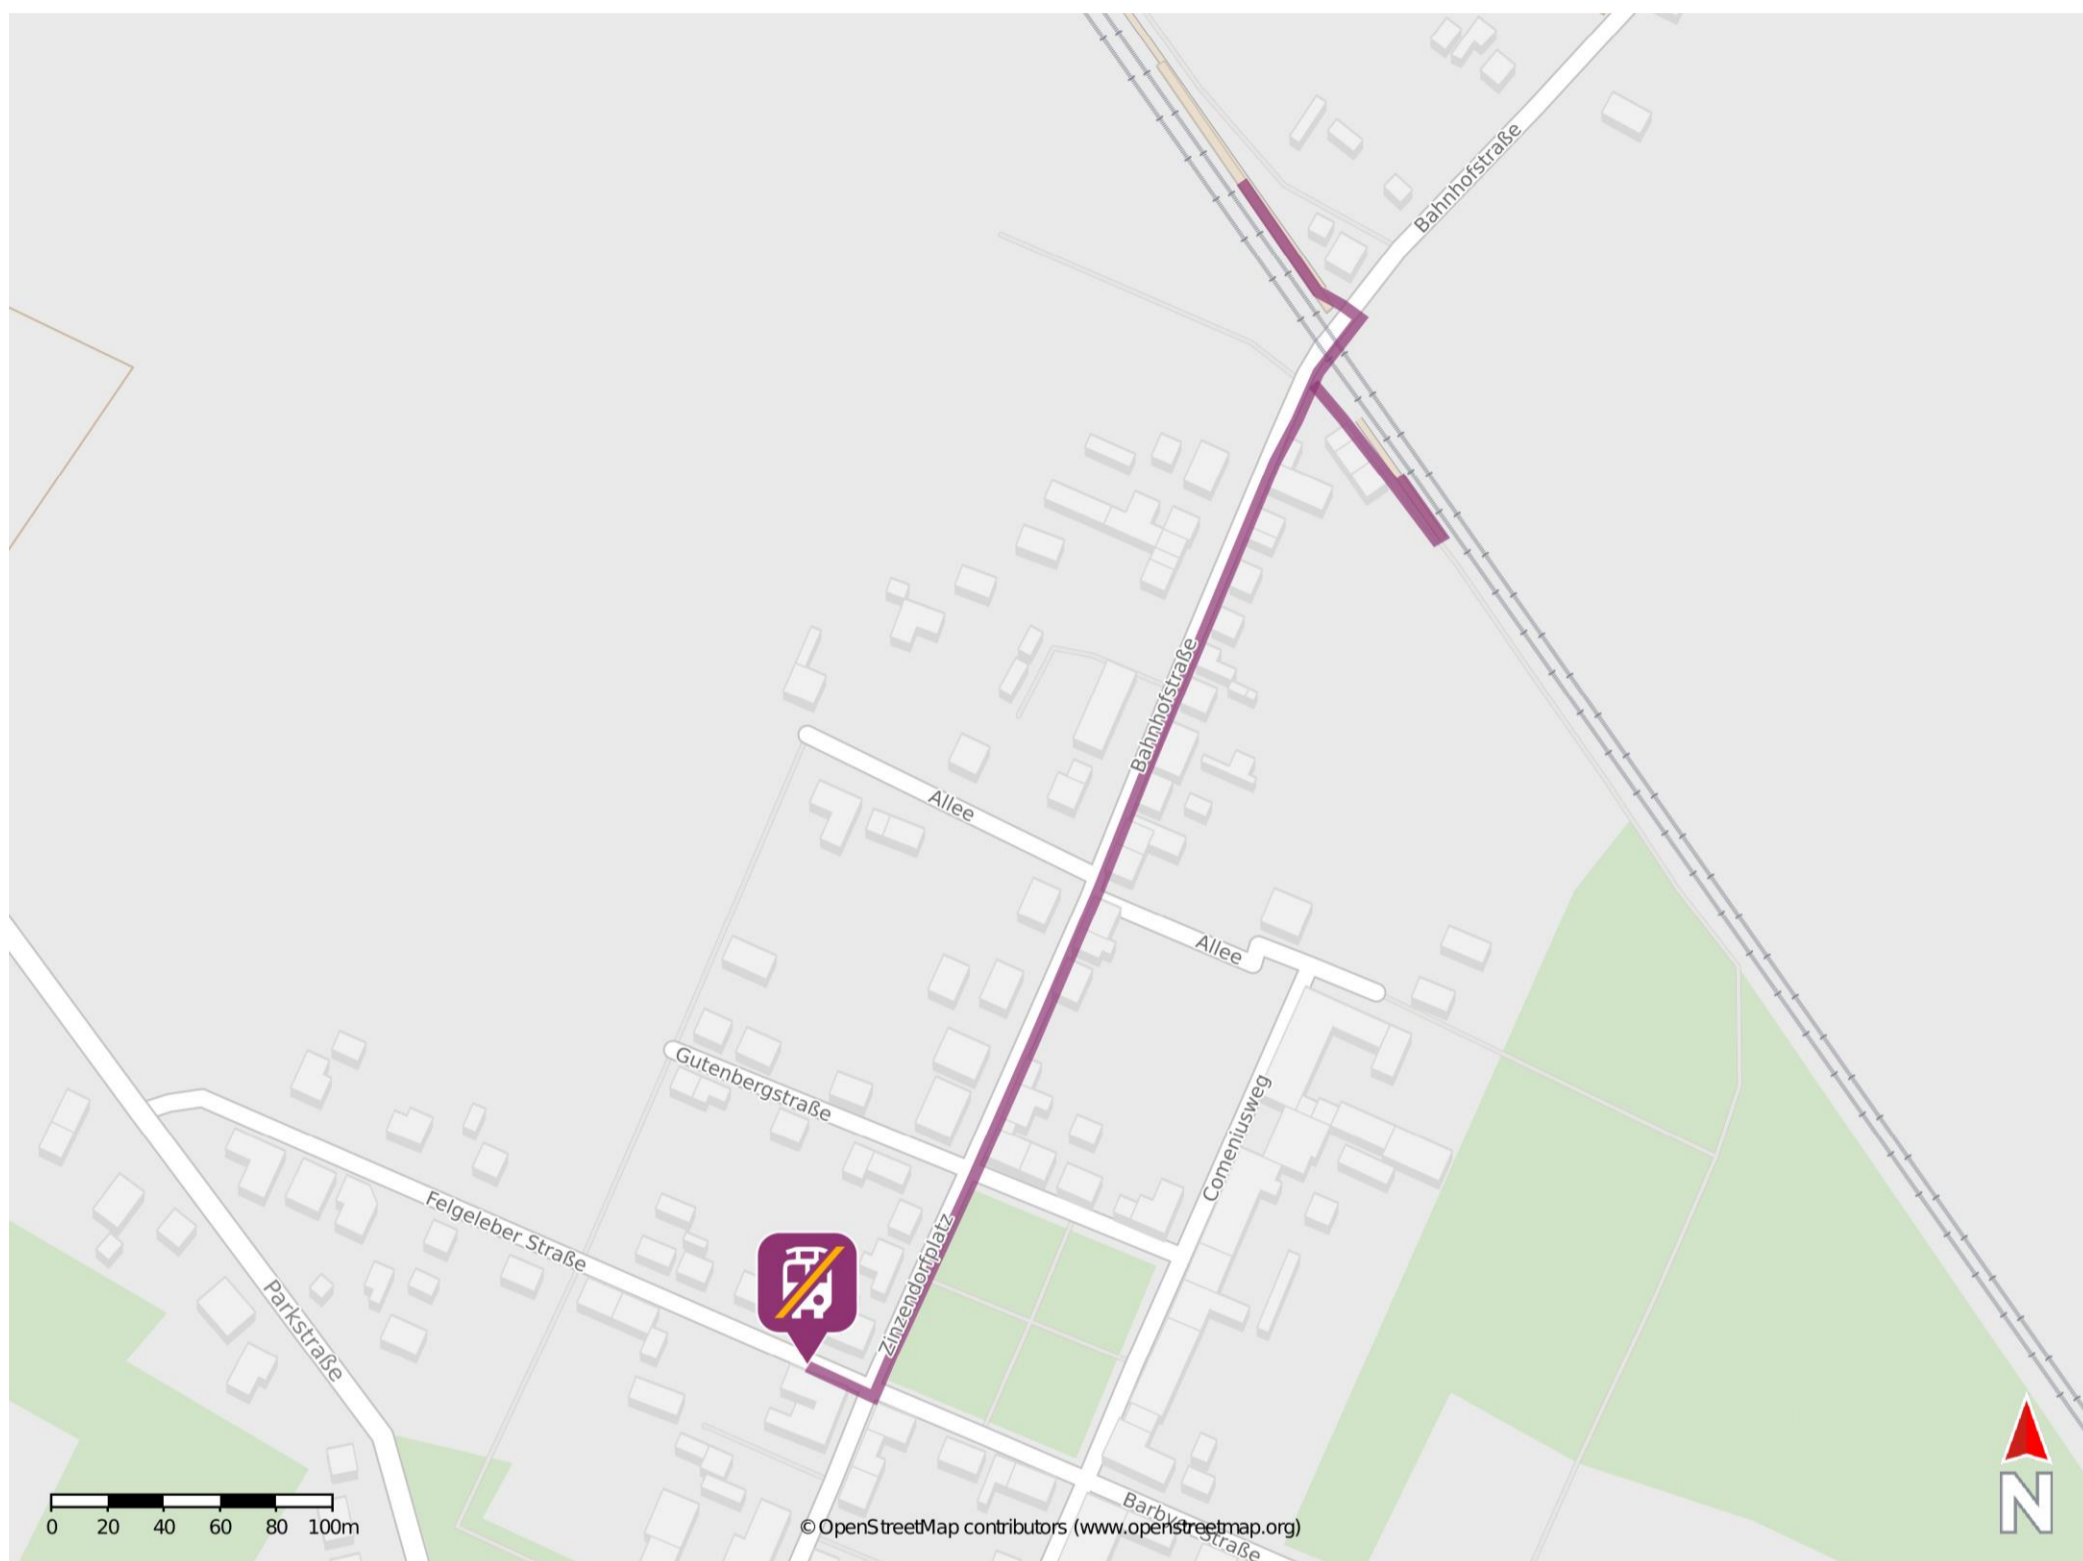 Bahnhofstraße
Bahnhofstraße
Allee
Allee
Gutenbergstraße
Comeniusweg
Felgeleber Straße
Zinzendorfplatz
Parkstraße
Barbyer Straße
0 20 40 60 80 100m
© OpenStreetMap contributors (www.openstreetmap.org)
N